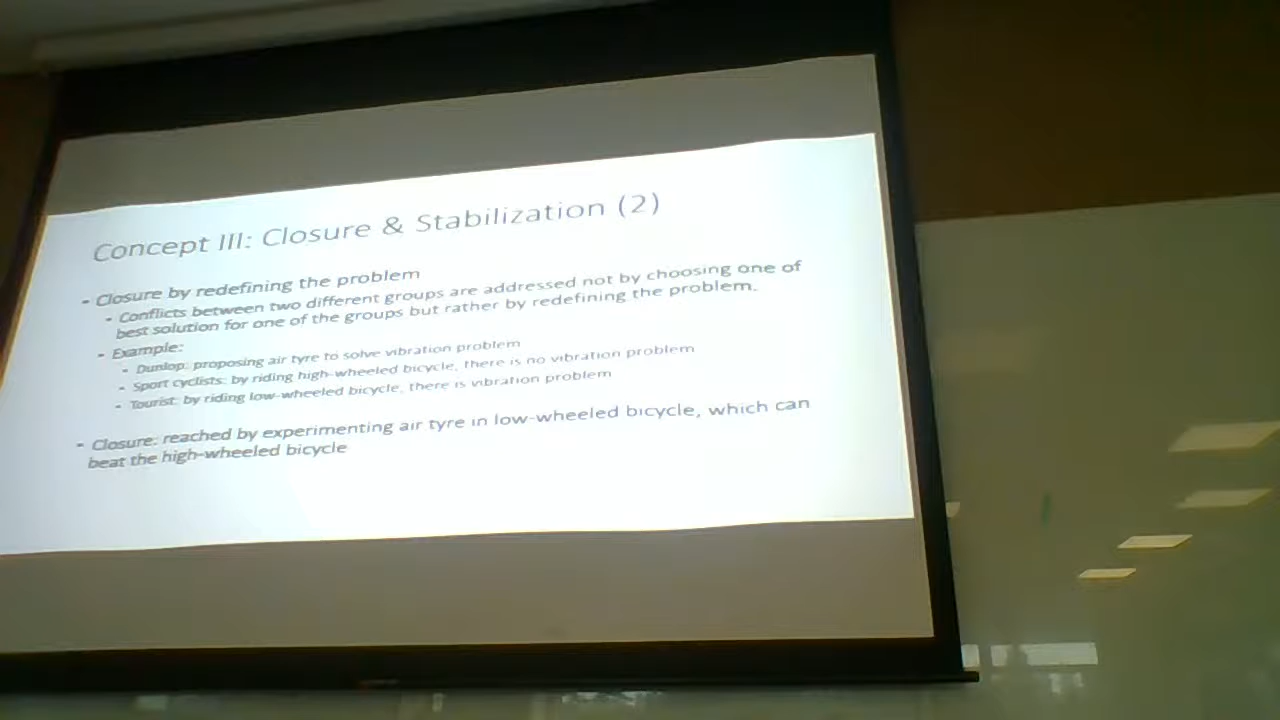 Concept III: Closure & Stabilization (2)
- Closure by redefining the problem
- Conflicts between two different groups are addressed not by choosing one of
best solution for one of the groups but rather by redefining the problem.
- Example:
- Dunlop: proposing air tyre to solve vibration problem
- Sport cyclists: by riding high-wheeled bicycle, there is no vibration problem
- Tourist: by riding low-wheeled bicycle, there is vibration problem
- Closure: reached by experimenting air tyre in low-wheeled bicycle, which can
beat the high-wheeled bicycle